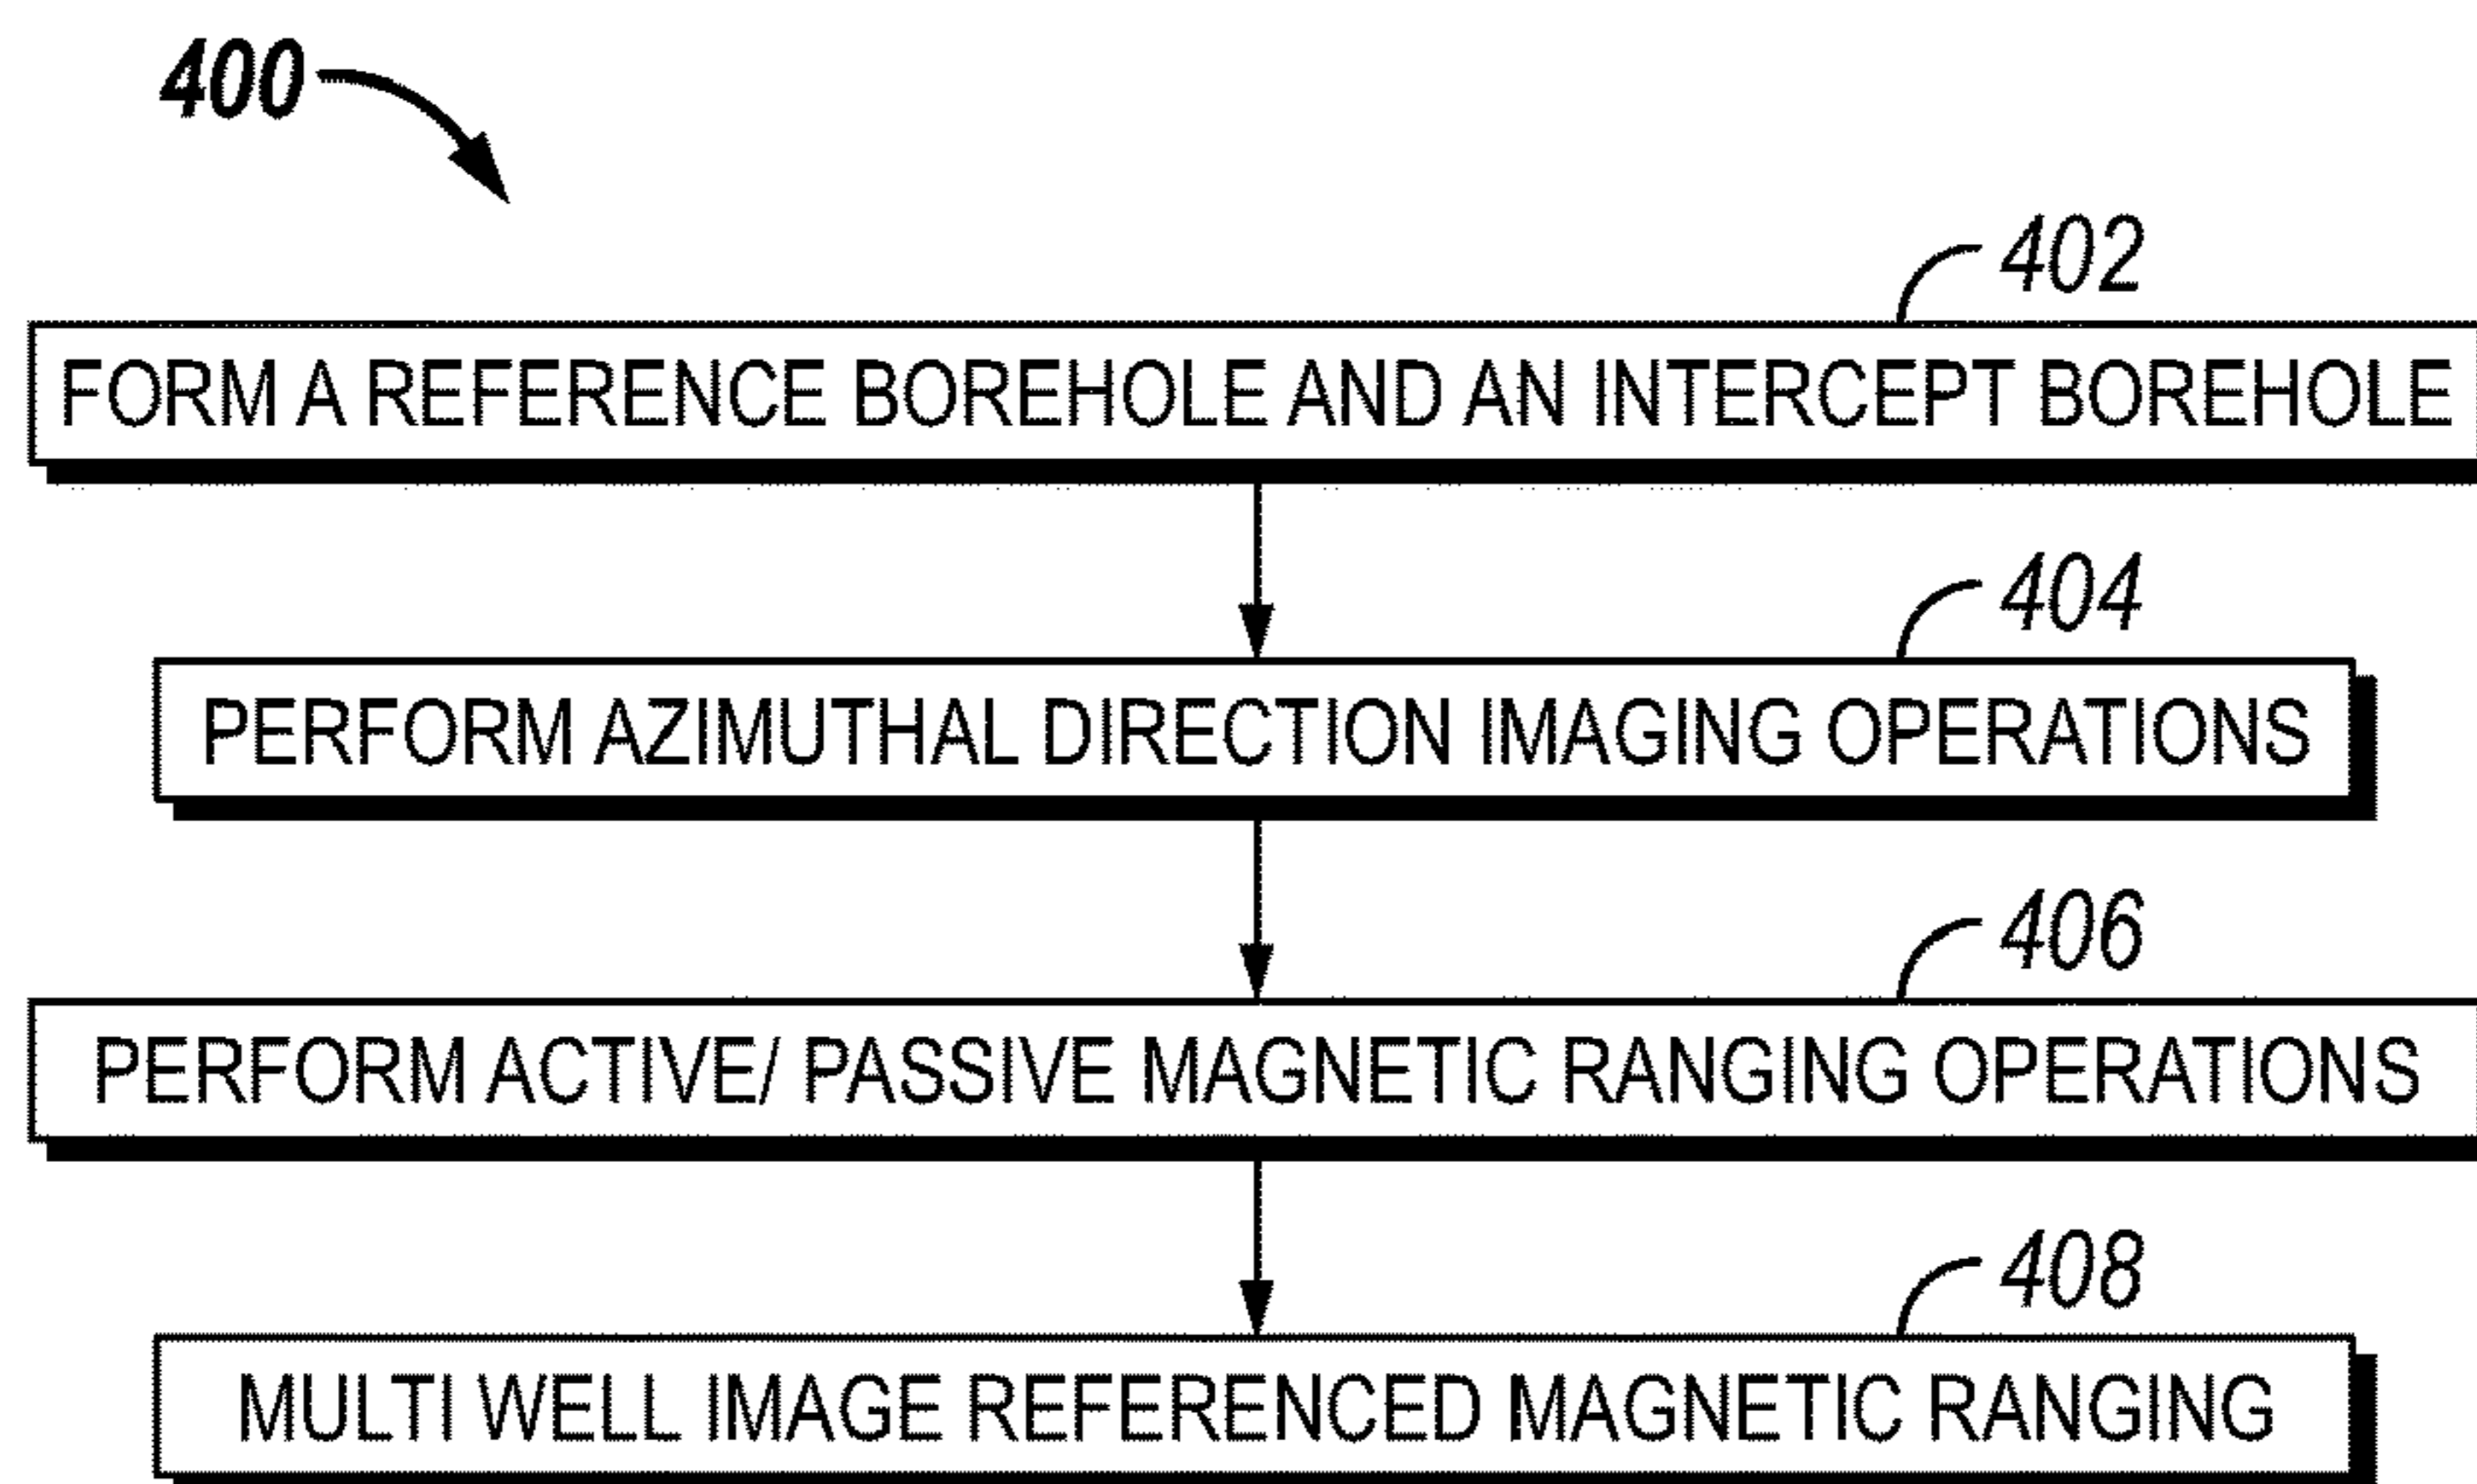 400
402
FORM A REFERENCE BOREHOLE AND AN INTERCEPT BOREHOLE
404
PERFORM AZIMUTHAL DIRECTION IMAGING OPERATIONS
406
PERFORM ACTIVE/ PASSIVE MAGNETIC RANGING OPERATIONS
408
MULTI WELL IMAGE REFERENCED MAGNETIC RANGING